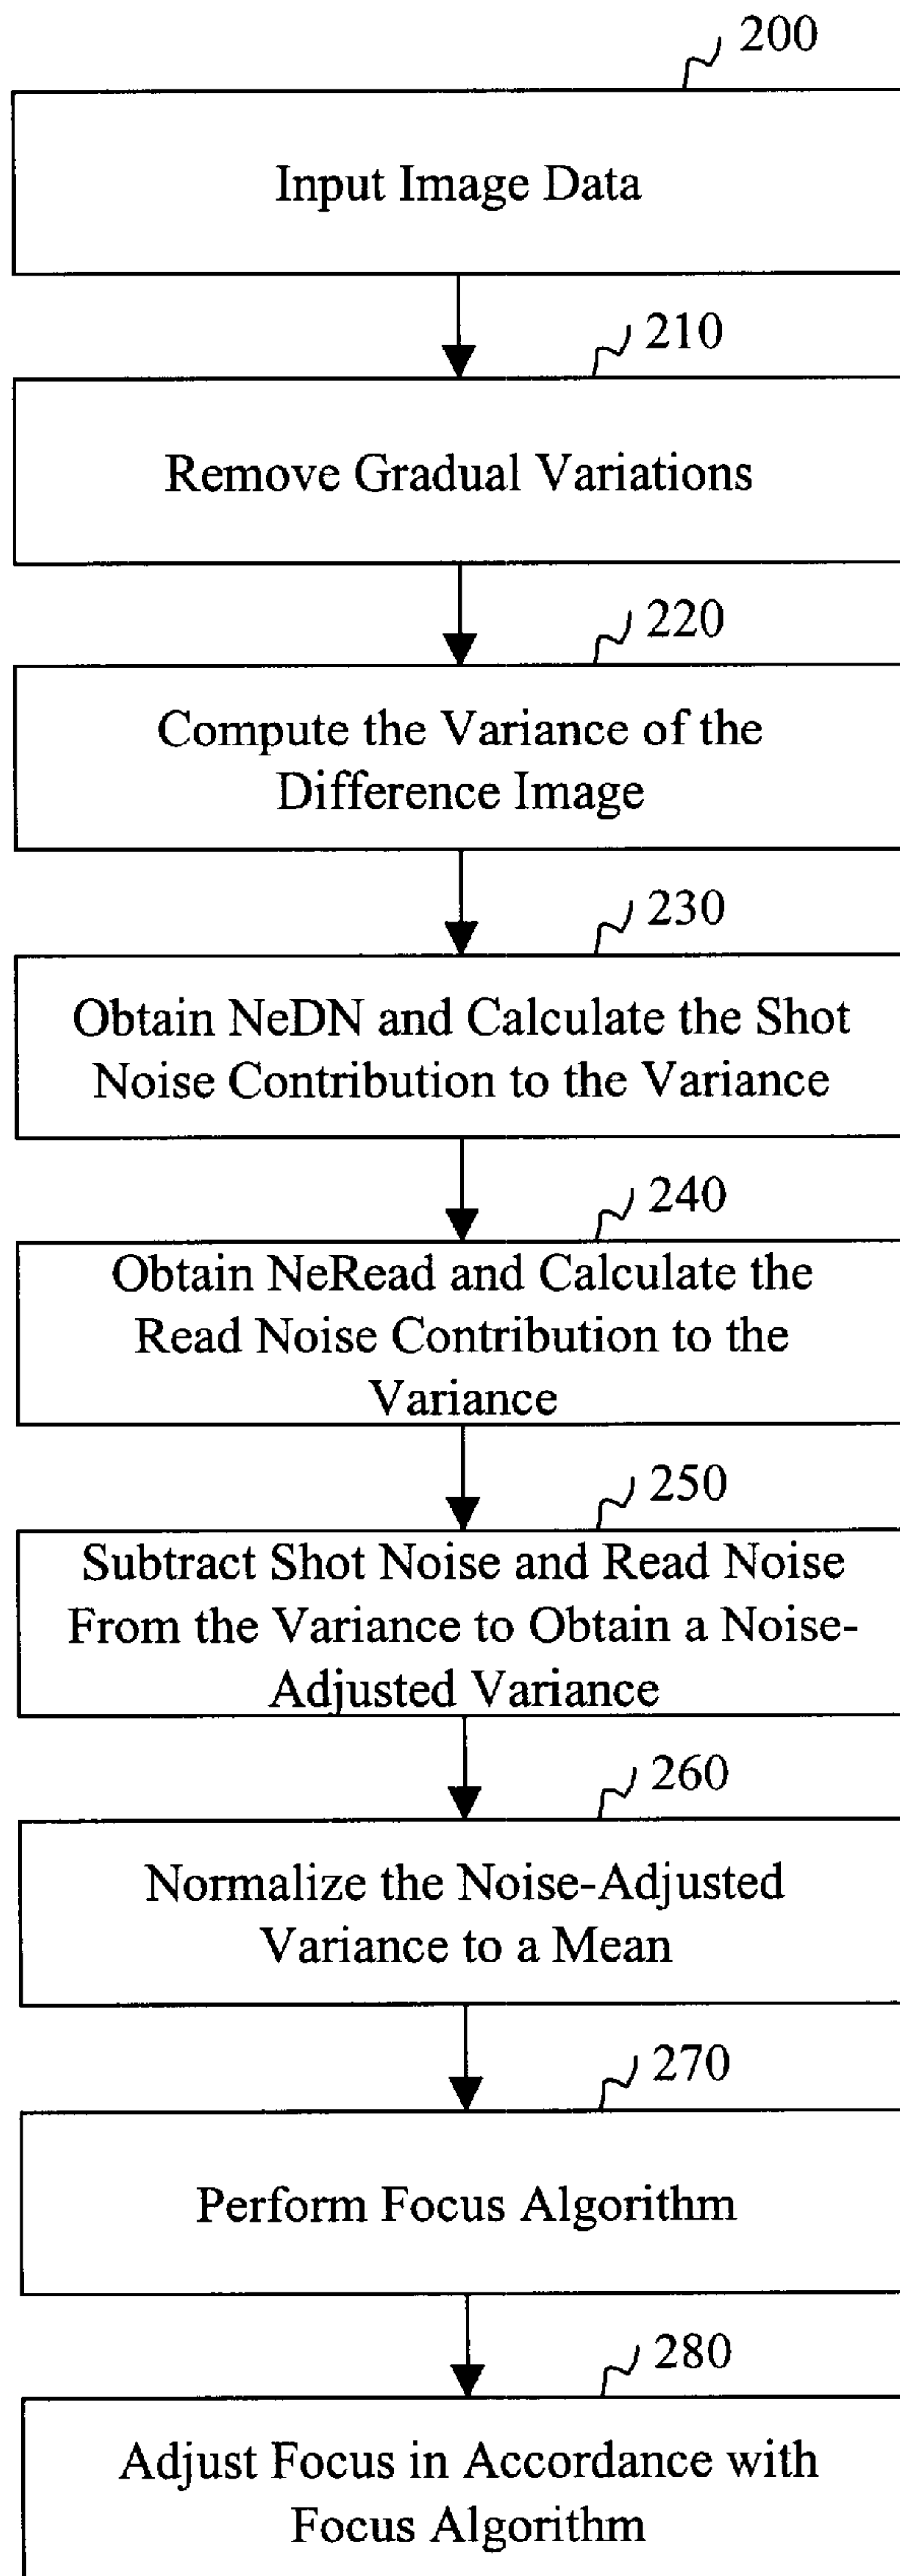 200
Input Image Data
210
Remove Gradual Variations
220
Compute the Variance of the
Difference Image
230
Obtain NeDN and Calculate the Shot
Noise Contribution to the Variance
240
Obtain NeRead and Calculate the
Read Noise Contribution to the
Variance
250
Subtract Shot Noise and Read Noise
From the Variance to Obtain a Noise-
Adjusted Variance
260
Normalize the Noise-Adjusted
Variance to a Mean
270
Perform Focus Algorithm
280
Adjust Focus in Accordance with
Focus Algorithm